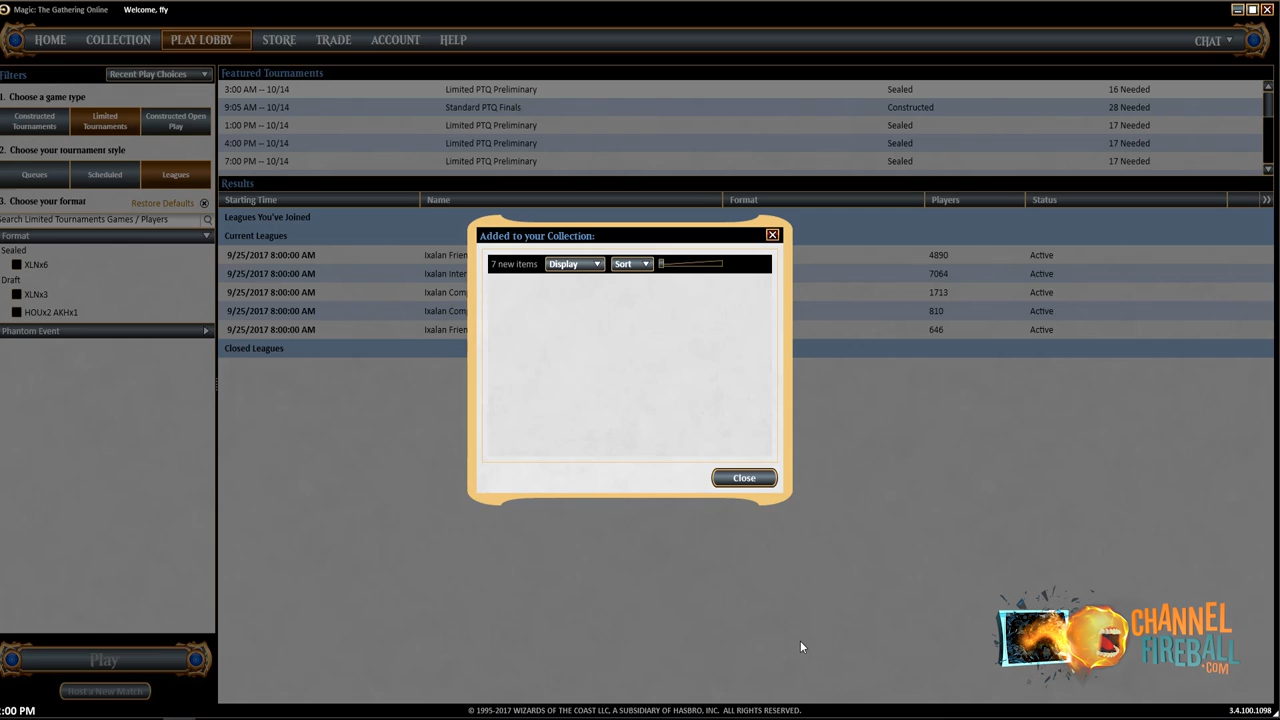 Magic: The Gathering Online Welcome, ffy
HOME COLLECTION PLAY LOBBY STORE TRADE ACCOUNT HELP CHAT
Filters Recent Play Choices
1. Choose a game type
Constructed Tournaments Limited Tournaments Constructed Open Play
2. Choose your tournament style
Queues Scheduled Leagues
3. Choose your format Restore Defaults
Search Limited Tournaments Games / Players
Format
Sealed
XLNx6
Draft
XLNx3
HOUx2 AKHx1
Phantom Event
Play
Host a New Match
:00 PM
Featured Tournaments
3:00 AM -- 10/14 Limited PTQ Preliminary Sealed 16 Needed
9:05 AM -- 10/14 Standard PTQ Finals Constructed 28 Needed
1:00 PM -- 10/14 Limited PTQ Preliminary Sealed 17 Needed
4:00 PM -- 10/14 Limited PTQ Preliminary Sealed 17 Needed
7:00 PM -- 10/14 Limited PTQ Preliminary Sealed 17 Needed
Results
Starting Time Name Format Players Status
Leagues You've Joined
Current Leagues
9/25/2017 8:00:00 AM Ixalan Frien 4890 Active
9/25/2017 8:00:00 AM Ixalan Inter 7064 Active
9/25/2017 8:00:00 AM Ixalan Com 1713 Active
9/25/2017 8:00:00 AM Ixalan Com 810 Active
9/25/2017 8:00:00 AM Ixalan Frien 646 Active
Closed Leagues
Added to your Collection:
7 new items Display Sort
Close
CHANNEL
FIREBALL
.COM
© 1995-2017 WIZARDS OF THE COAST LLC, A SUBSIDIARY OF HASBRO, INC. ALL RIGHTS RESERVED. 3.4.100.1098